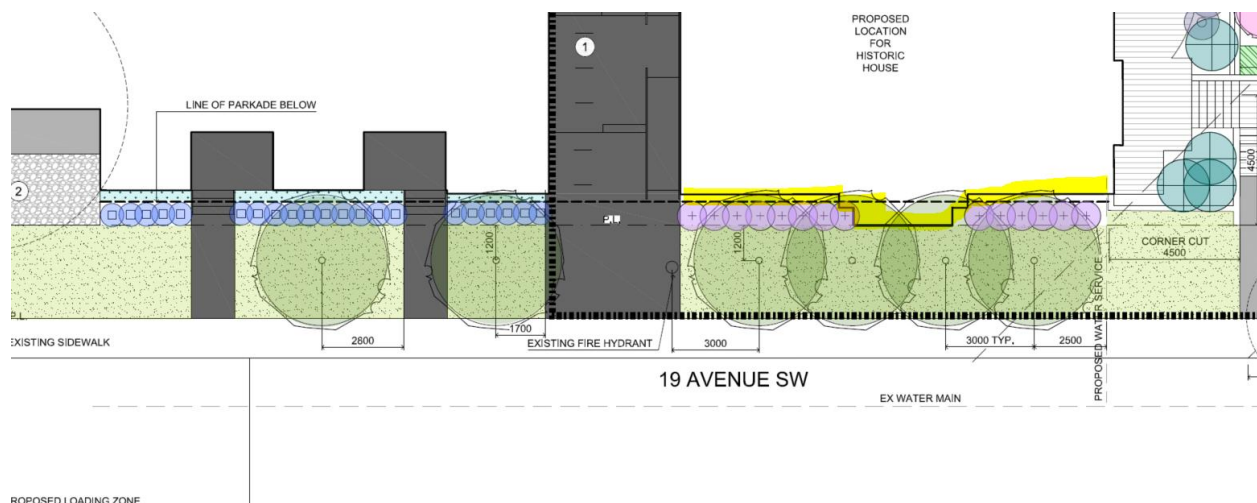 PROPOSED
LOCATION
FOR
HISTORIC
HOUSE
1
LINE OF PARKADE BELOW
2
4500
1200
1200
CORNER CUT
4500
P.L.
1700
EXISTING SIDEWALK
2800
EXISTING FIRE HYDRANT
3000
3000 TYP.
2500
PROPOSED WATER SERVICE
19 AVENUE SW
EX WATER MAIN
ROPOSED LOADING ZONE